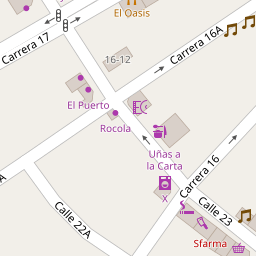 El Oasis
Carrera 17
16-12
Carrera 16A
El Puerto
Rocola
Uñas a
la Carta
Carrera 16
X
Calle 22A
Calle 23
Sfarma